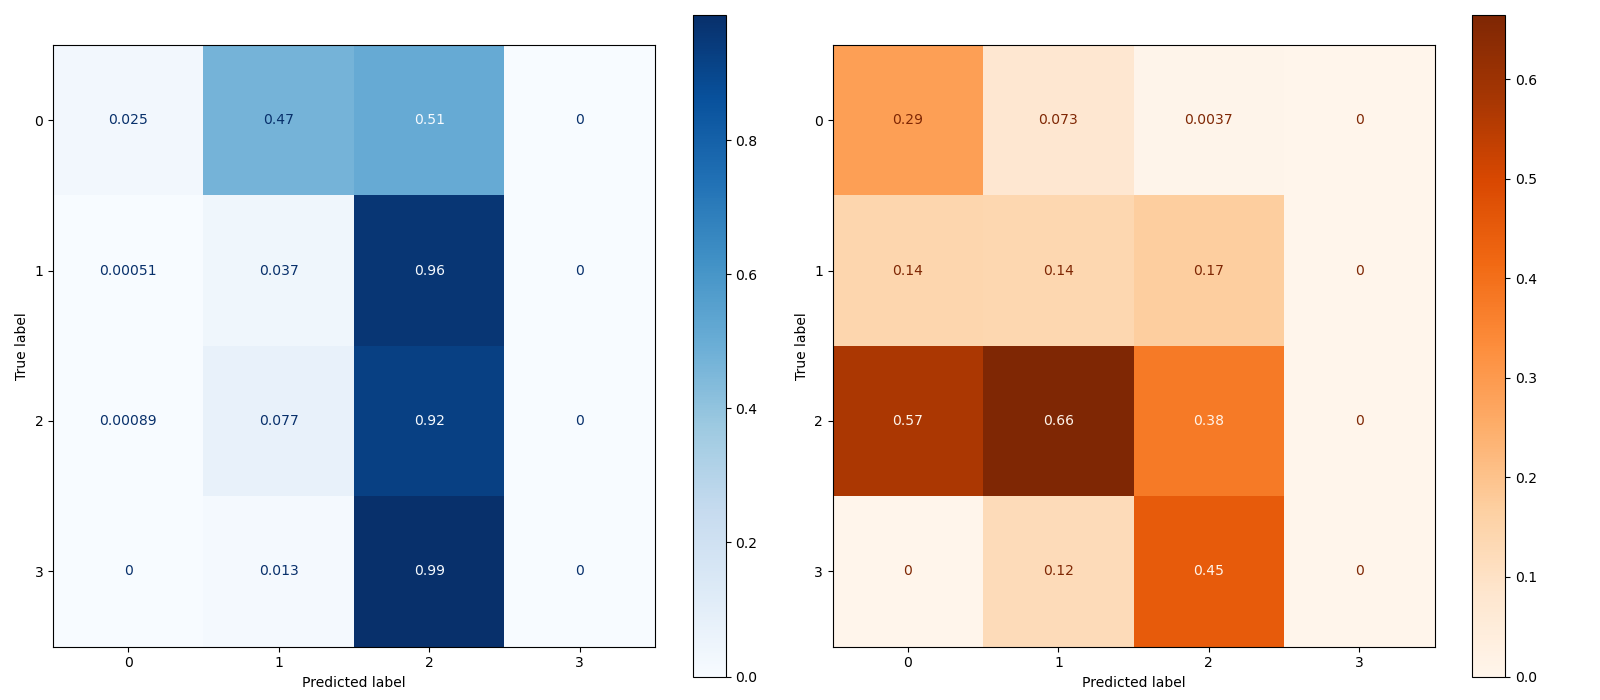 0 0.025 0.47 0.51 0
1 0.00051 0.037 0.96 0
2 0.00089 0.077 0.92 0
3 0 0.013 0.99 0
0 1 2 3
Predicted label
True label
0.8
0.6
0.4
0.2
0.0
0 0.29 0.073 0.0037 0
1 0.14 0.14 0.17 0
2 0.57 0.66 0.38 0
3 0 0.12 0.45 0
0 1 2 3
Predicted label
True label
0.6
0.5
0.4
0.3
0.2
0.1
0.0